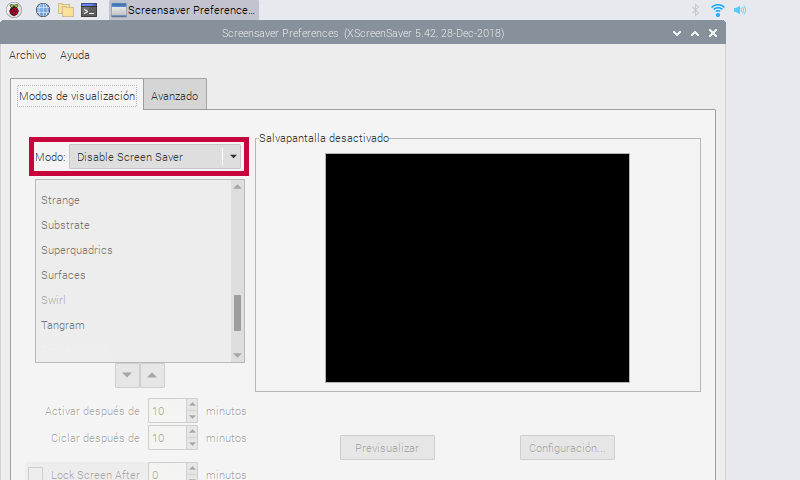 Screensaver Preference...
Screensaver Preferences (XScreenSaver 5.42, 28-Dec-2018)
Archivo Ayuda
Modos de visualización Avanzado
Salvapantalla desactivado
Modo: Disable Screen Saver
Strange
Substrate
Superquadrics
Surfaces
Swirl
Tangram
Activar después de 10 minutos
Ciclar después de 10 minutos
Previsualizar Configuración...
Lock Screen After 0 minutos